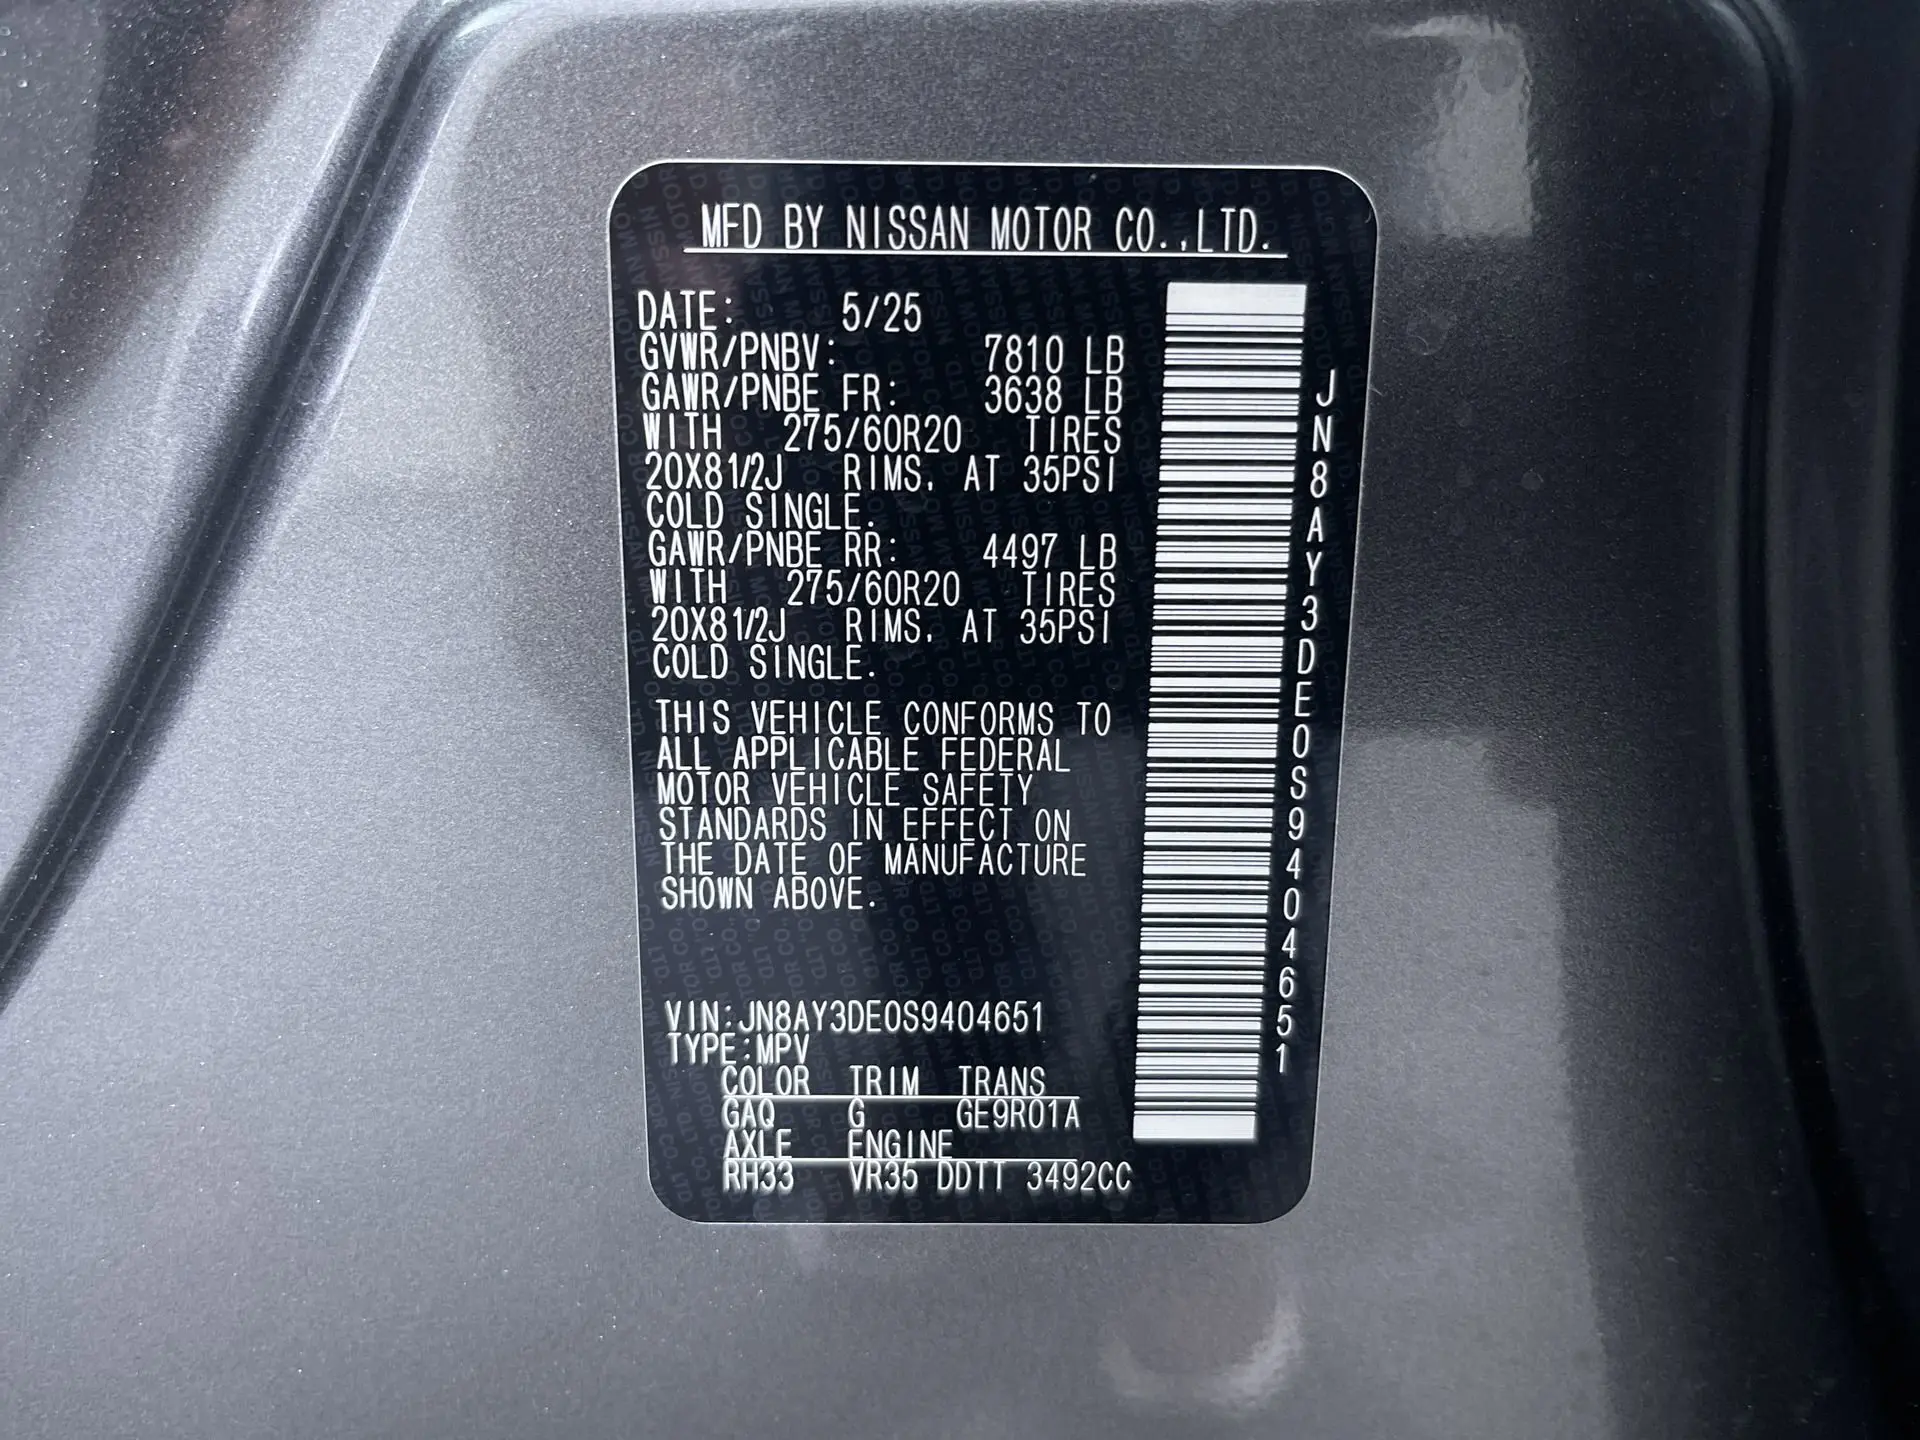 MFD BY NISSAN MOTOR CO.,LTD.
DATE: 5/25
GVWR/PNBV: 7810 LB
GAWR/PNBE FR: 3638 LB
WITH 275/60R20 TIRES
20X81/2J RIMS, AT 35PSI
COLD SINGLE.
GAWR/PNBE RR: 4497 LB
WITH 275/60R20 TIRES
20X81/2J RIMS, AT 35PSI
COLD SINGLE.
THIS VEHICLE CONFORMS TO
ALL APPLICABLE FEDERAL
MOTOR VEHICLE SAFETY
STANDARDS IN EFFECT ON
THE DATE OF MANUFACTURE
SHOWN ABOVE.
VIN:JN8AY3DE0S9404651
TYPE:MPV
COLOR TRIM TRANS
GAQ G GE9R01A
AXLE ENGINE
RH33 VR35 DDTT 3492CC
JN8AY3DE0S9404651